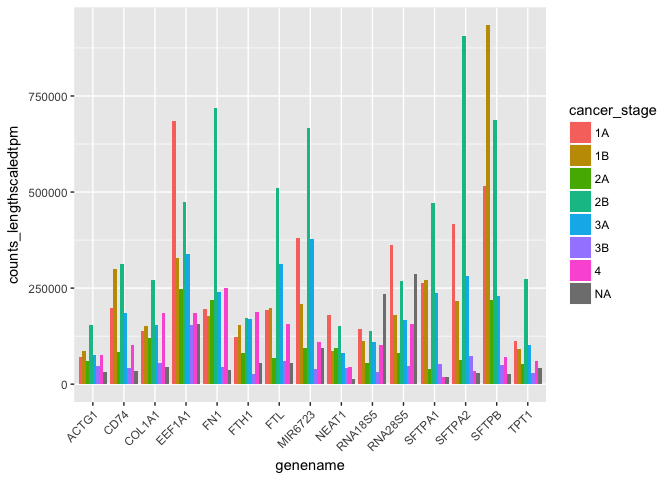 counts_lengthscaledtpm
750000
500000
250000
0
ACTG1
CD74
COL1A1
EEF1A1
FN1
FTH1
FTL
MIR6723
NEAT1
RNA18S5
RNA28S5
SFTPA1
SFTPA2
SFTPB
TPT1
genename
cancer_stage
1A
1B
2A
2B
3A
3B
4
NA